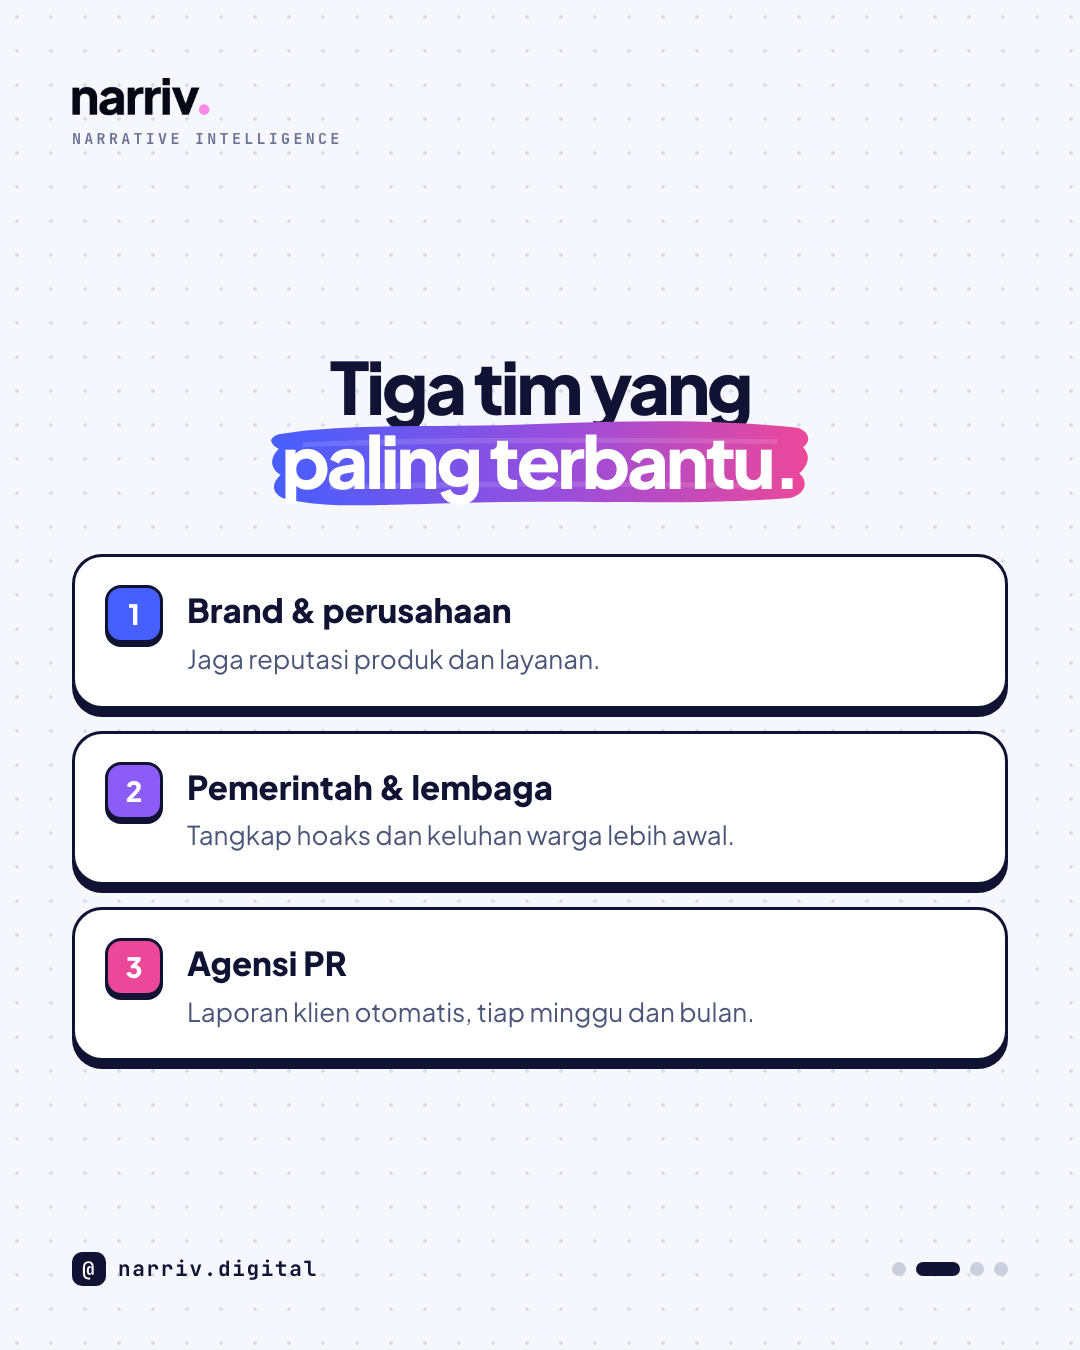 narriv.
NARRATIVE INTELLIGENCE
Tiga tim yang
paling terbantu.
1
Brand & perusahaan
Jaga reputasi produk dan layanan.
2
Pemerintah & lembaga
Tangkap hoaks dan keluhan warga lebih awal.
3
Agensi PR
Laporan klien otomatis, tiap minggu dan bulan.
@ narriv.digital